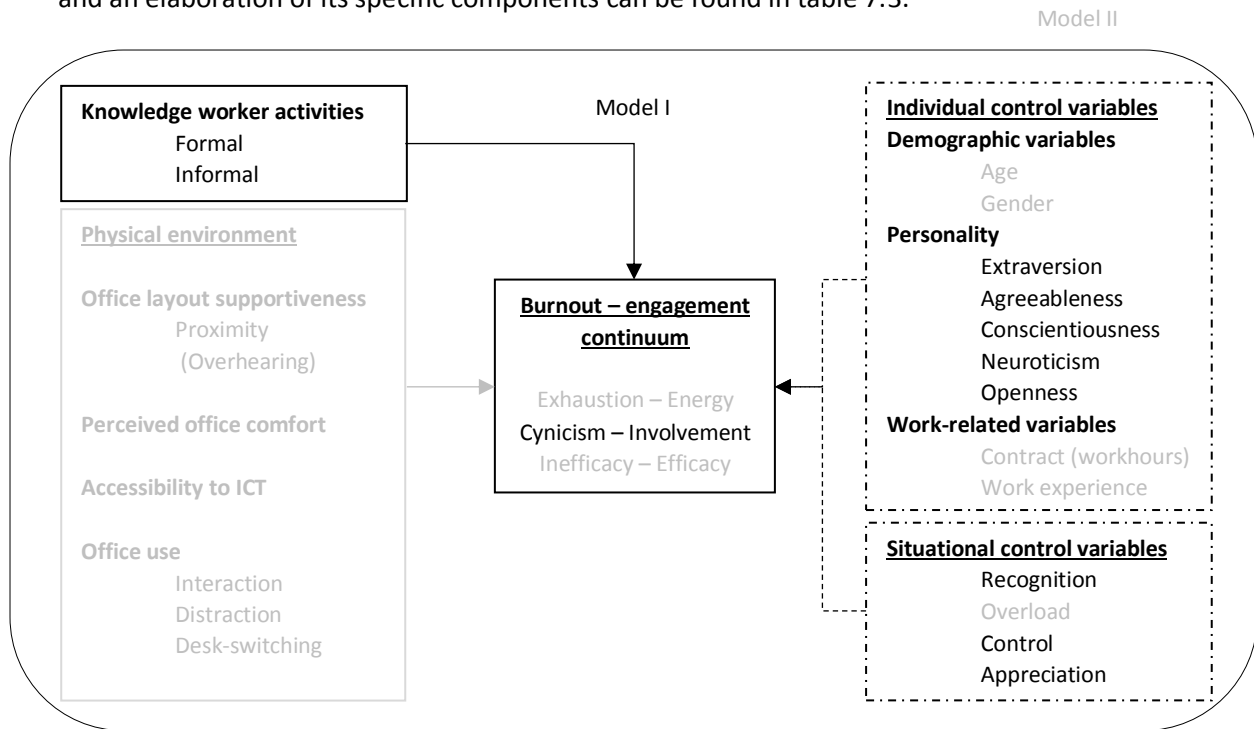 and an elaboration of its specific components can be found in table 7.3.
Model II
Knowledge worker activities
Formal
Informal
Model I
Physical environment
Office layout supportiveness
Proximity
(Overhearing)
Perceived office comfort
Accessibility to ICT
Office use
Interaction
Distraction
Desk-switching
Burnout – engagement
continuum
Exhaustion – Energy
Cynicism – Involvement
Inefficacy – Efficacy
Individual control variables
Demographic variables
Age
Gender
Personality
Extraversion
Agreeableness
Conscientiousness
Neuroticism
Openness
Work-related variables
Contract (workhours)
Work experience
Situational control variables
Recognition
Overload
Control
Appreciation